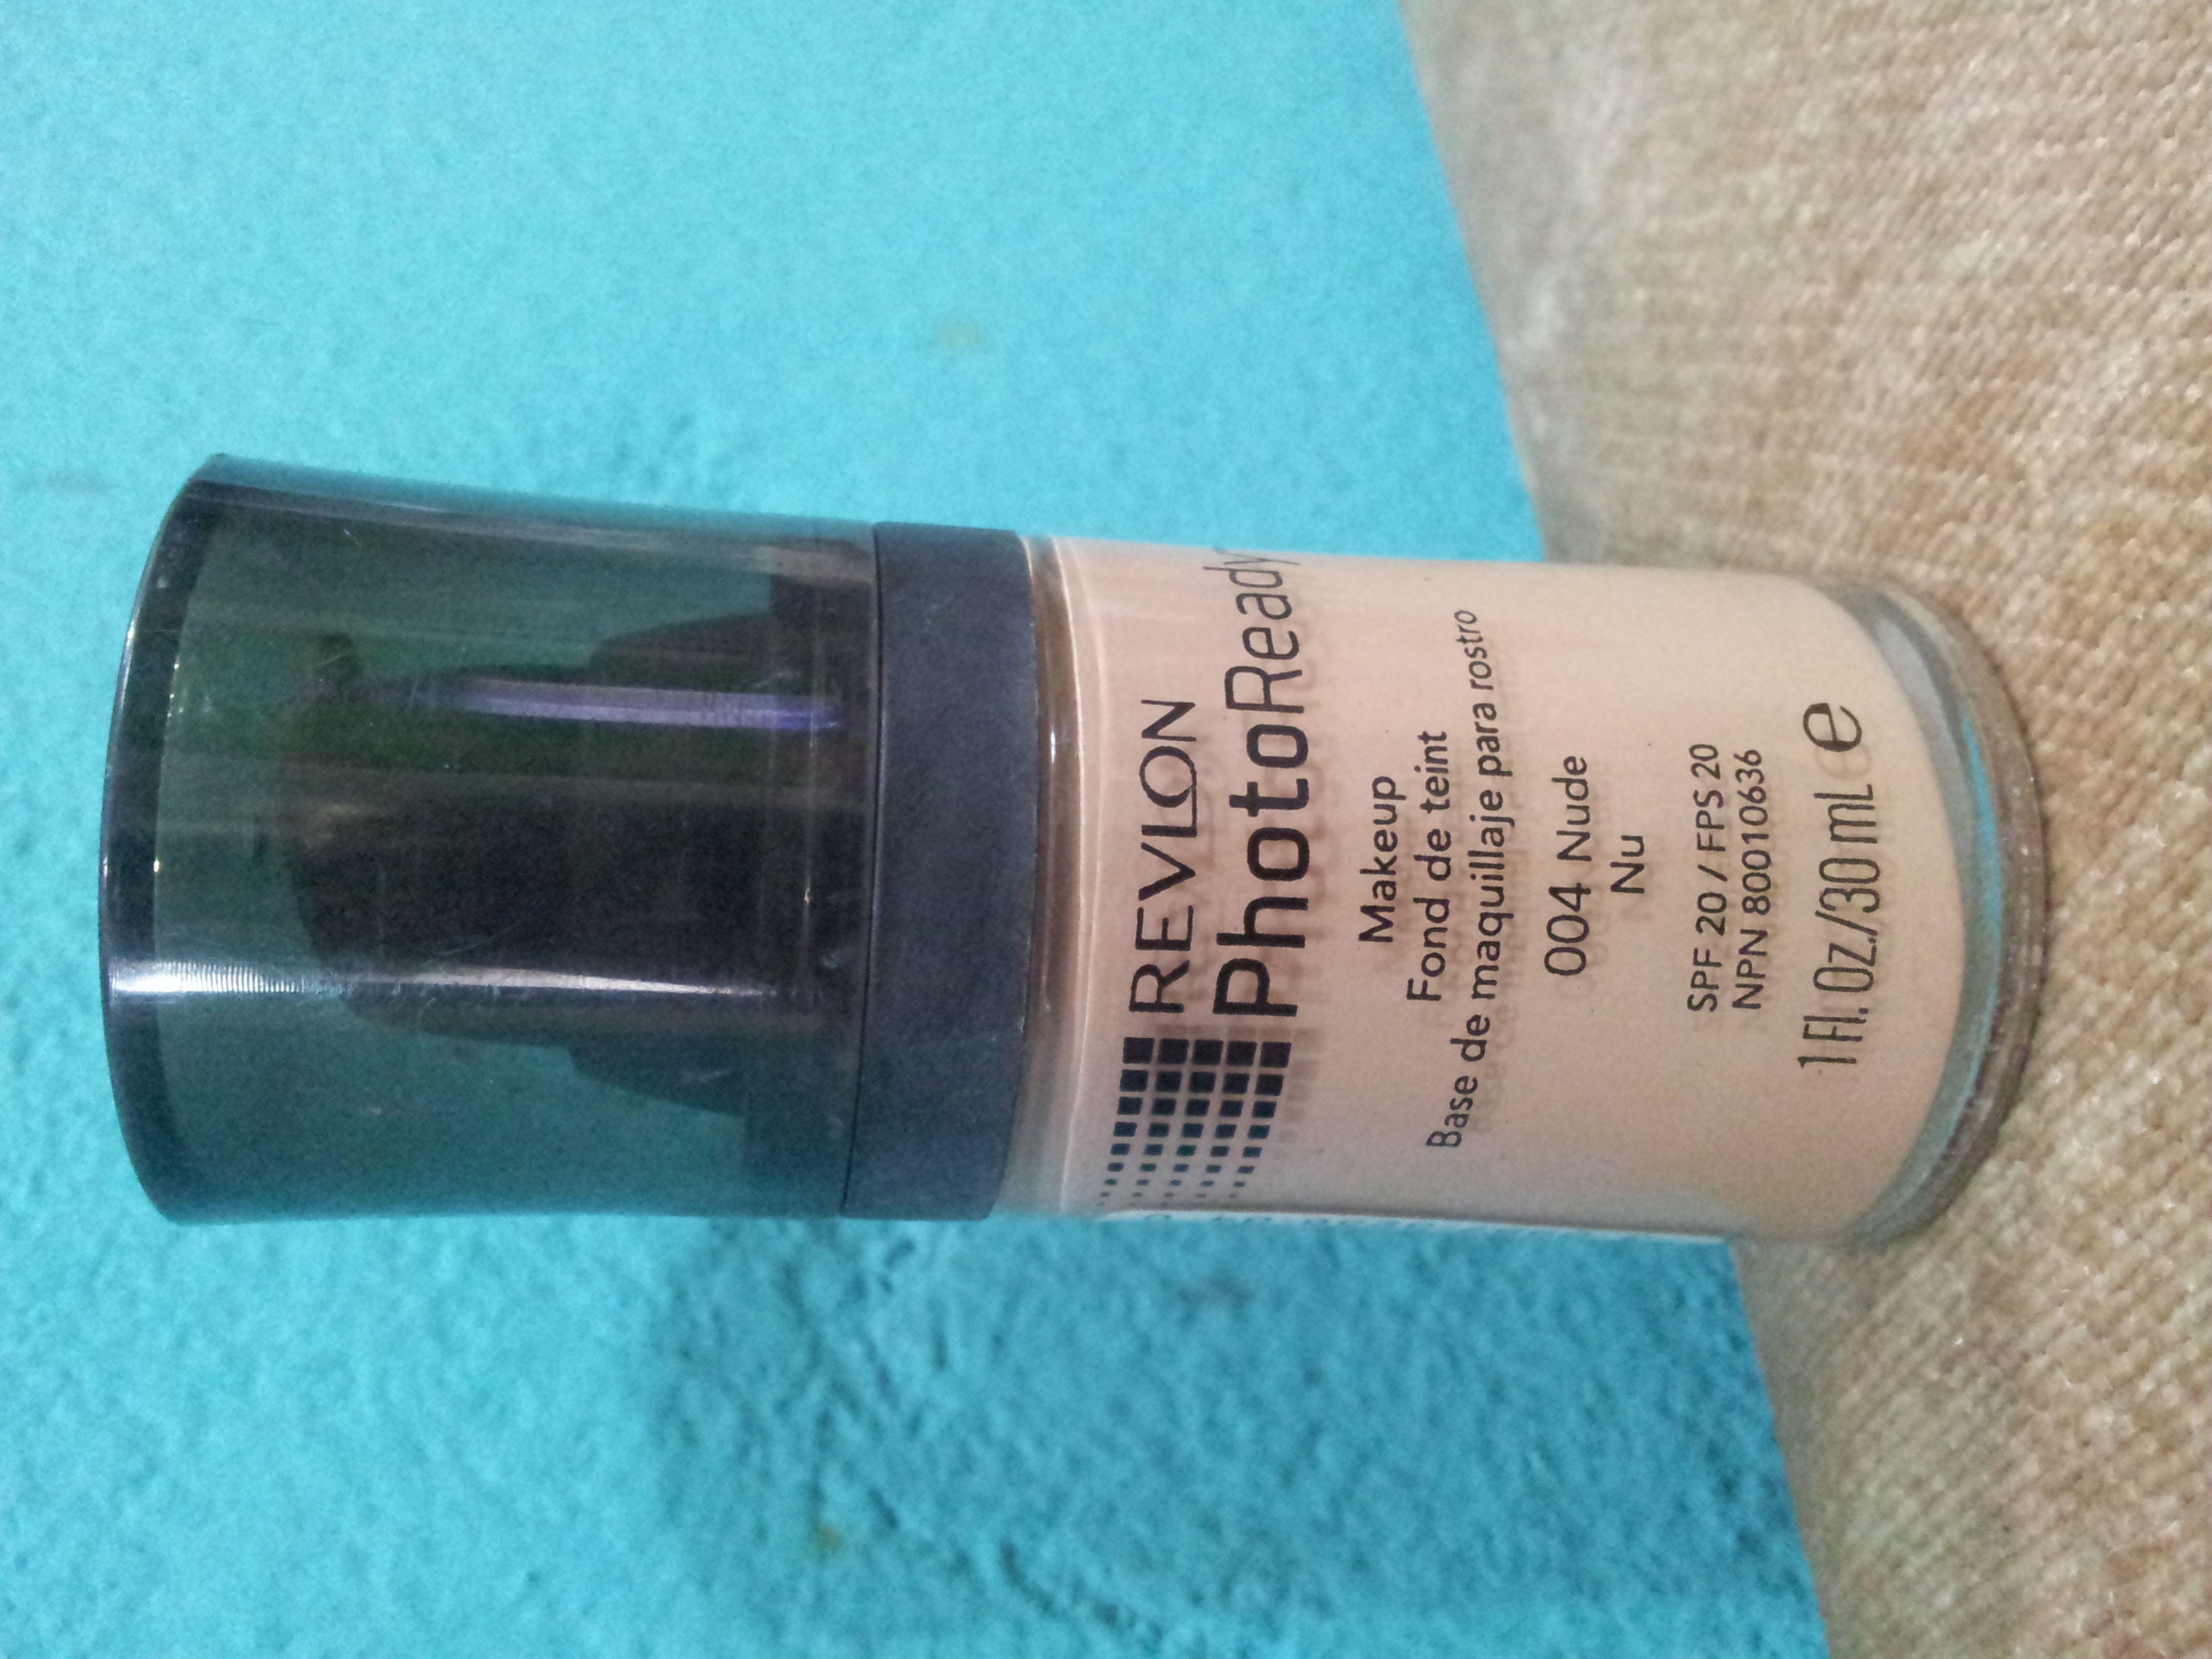 REVLON
PhotoReady
Makeup
Fond de teint
Base de maquillaje para rostro
004 Nude
Nu
SPF 20 / FPS 20
NPN 80010636
1 Fl. Oz./30 mL e